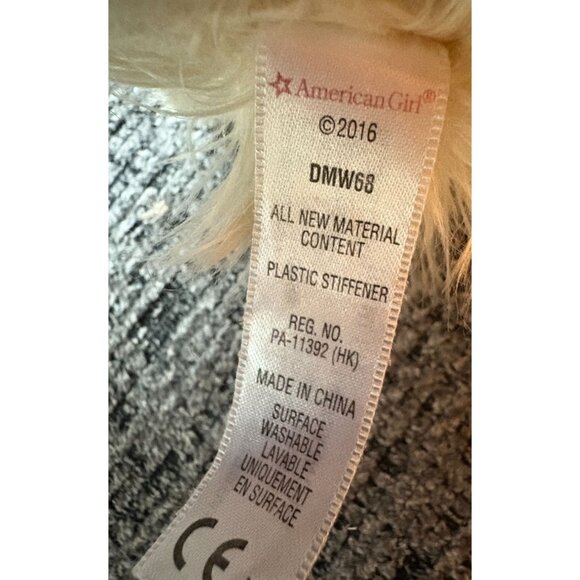 American Girl®
©2016
DMW68
ALL NEW MATERIAL
CONTENT
PLASTIC STIFFENER
REG. NO.
PA-11392 (HK)
MADE IN CHINA
SURFACE
WASHABLE
LAVABLE
UNIQUEMENT
EN SURFACE
CE